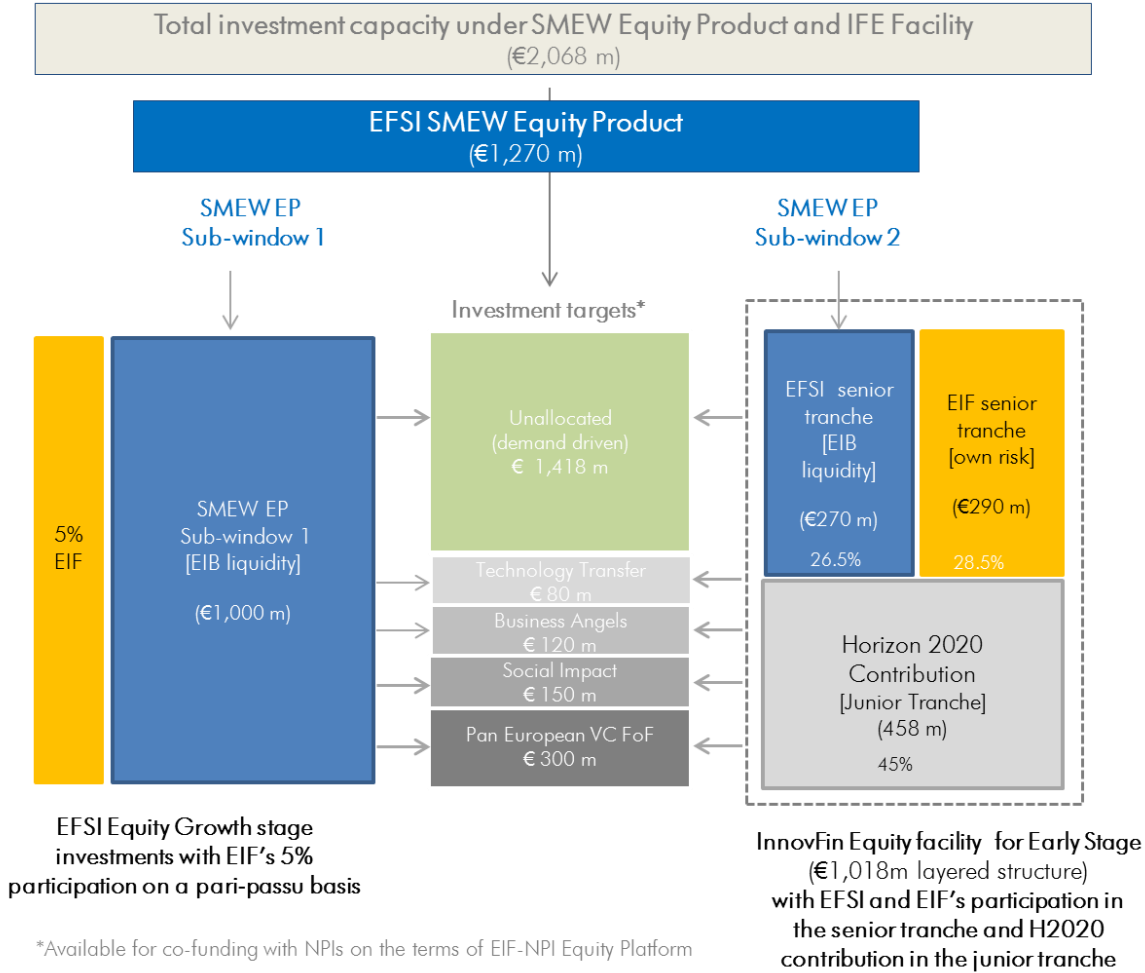 Total investment capacity under SMEW Equity Product and IFE Facility
(€2,068 m)
EFSI SMEW Equity Product
(€1,270 m)
SMEW EP
Sub-window 1
SMEW EP
Sub-window 2
Investment targets*
5%
EIF
SMEW EP
Sub-window 1
[EIB liquidity]
(€1,000 m)
Unallocated
(demand driven)
€ 1,418 m
Technology Transfer
€ 80 m
Business Angels
€ 120 m
Social Impact
€ 150 m
Pan European VC FoF
€ 300 m
EFSI senior
tranche
[EIB
liquidity]
(€270 m)
26.5%
EIF senior
tranche
[own risk]
(€290 m)
28.5%
Horizon 2020
Contribution
[Junior Tranche]
(458 m)
45%
EFSI Equity Growth stage
investments with EIF's 5%
participation on a pari-passu basis
InnovFin Equity facility for Early Stage
(€1,018m layered structure)
with EFSI and EIF's participation in
the senior tranche and H2020
contribution in the junior tranche
*Available for co-funding with NPIs on the terms of EIF-NPI Equity Platform